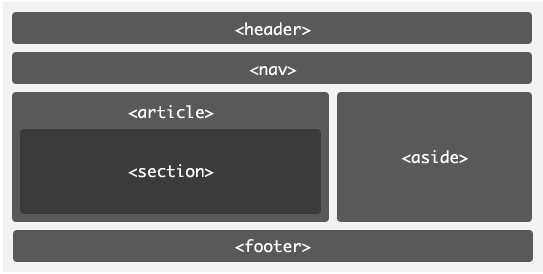 <header>
<nav>
<article>
<section>
<aside>
<footer>